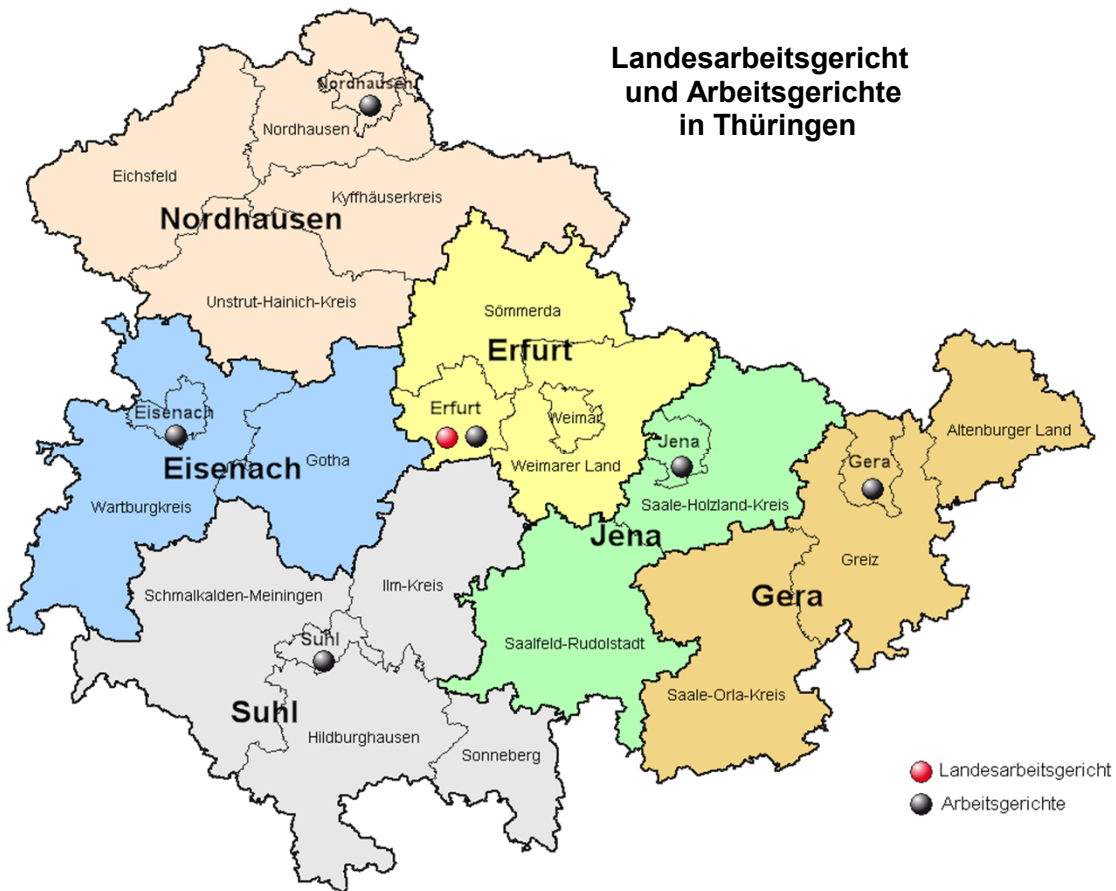 Landesarbeitsgericht
und Arbeitsgerichte
in Thüringen
Nordhausen
Nordhausen
Eichsfeld
Kyffhäuserkreis
Nordhausen
Unstrut-Hainich-Kreis
Sömmerda
Erfurt
Eisenach
Erfurt
Weimar
Jena
Altenburger Land
Gera
Eisenach
Gotha
Weimarer Land
Wartburgkreis
Saale-Holzland-Kreis
Jena
Greiz
Schmalkalden-Meiningen
Ilm-Kreis
Gera
Suhl
Saalfeld-Rudolstadt
Saale-Orla-Kreis
Suhl
Hildburghausen
Sonneberg
Landesarbeitsgericht
Arbeitsgerichte